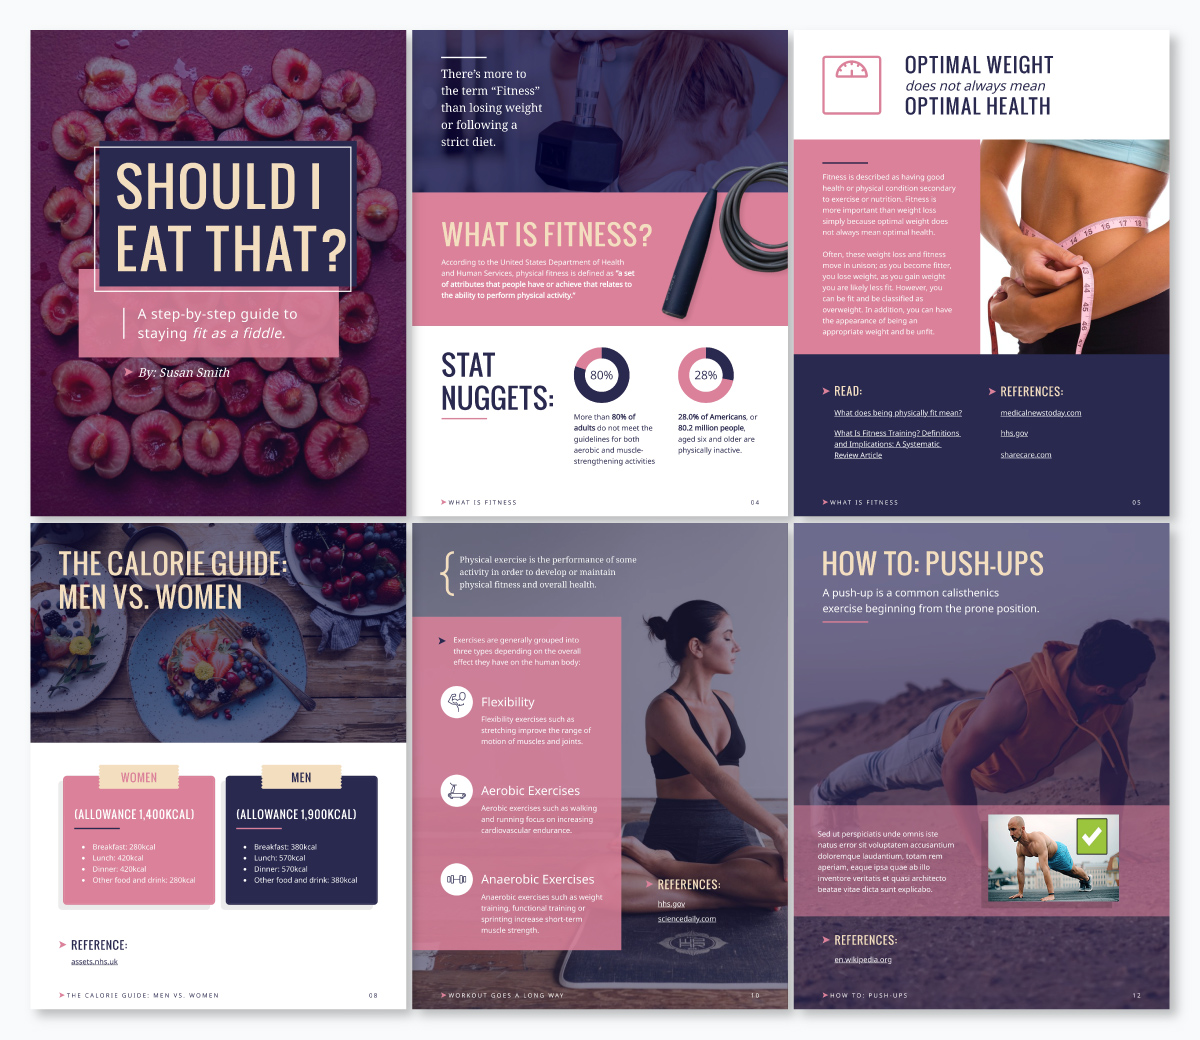 SHOULD I
EAT THAT?
A step-by-step guide to
staying fit as a fiddle.
By: Susan Smith
There's more to
the term “Fitness”
than losing weight
or following a
strict diet.
WHAT IS FITNESS?
According to the United States Department of Health
and Human Services, physical fitness is defined as “a set
of attributes that people have or achieve that relates to
the ability to perform physical activity.”
STAT
NUGGETS:
80%
More than 80% of
adults do not meet the
guidelines for both
aerobic and muscle-
strengthening activities
28%
28.0% of Americans, or
80.2 million people,
aged six and older are
physically inactive.
WHAT IS FITNESS
04
OPTIMAL WEIGHT
does not always mean
OPTIMAL HEALTH
Fitness is described as having good
health or physical condition secondary
to exercise or nutrition. Fitness is
more important than weight loss
simply because optimal weight does
not always mean optimal health.
Often, these weight loss and fitness
move in unison; as you become fitter,
you lose weight, as you gain weight
you are likely less fit. However, you
can be fit and be classified as
overweight. In addition, you can have
the appearance of being an
appropriate weight and be unfit.
READ:
What does being physically fit mean?
What Is Fitness Training? Definitions
and Implications: A Systematic
Review Article
REFERENCES:
medicalnewstoday.com
hhs.gov
sharecare.com
WHAT IS FITNESS
05
THE CALORIE GUIDE:
MEN VS. WOMEN
WOMEN
(ALLOWANCE 1,400KCAL)
• Breakfast: 280kcal
• Lunch: 420kcal
• Dinner: 420kcal
• Other food and drink: 280kcal
MEN
(ALLOWANCE 1,900KCAL)
• Breakfast: 380kcal
• Lunch: 570kcal
• Dinner: 570kcal
• Other food and drink: 380kcal
REFERENCE:
assets.nhs.uk
THE CALORIE GUIDE: MEN VS. WOMEN
08
Physical exercise is the performance of some
activity in order to develop or maintain
physical fitness and overall health.
Exercises are generally grouped into
three types depending on the overall
effect they have on the human body:
Flexibility
Flexibility exercises such as
stretching improve the range of
motion of muscles and joints.
Aerobic Exercises
Aerobic exercises such as walking
and running focus on increasing
cardiovascular endurance.
Anaerobic Exercises
Anaerobic exercises such as weight
training, functional training or
sprinting increase short-term
muscle strength.
REFERENCES:
hhs.gov
sciencedaily.com
WORKOUT GOES A LONG WAY
10
HOW TO: PUSH-UPS
A push-up is a common calisthenics
exercise beginning from the prone position.
Sed ut perspiciatis unde omnis iste
natus error sit voluptatem accusantium
doloremque laudantium, totam rem
aperiam, eaque ipsa quae ab illo
inventore veritatis et quasi architecto
beatae vitae dicta sunt explicabo.
REFERENCES:
en.wikipedia.org
HOW TO: PUSH-UPS
12